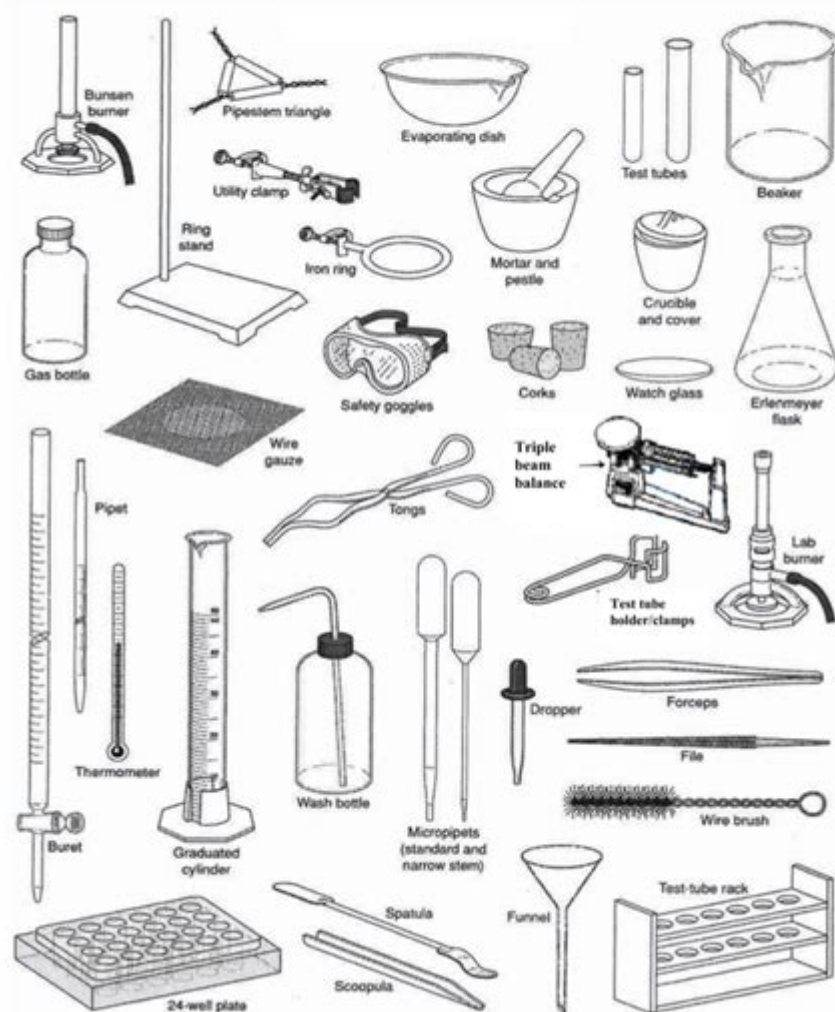 Bunsen
burner
Pipestem triangle
Evaporating dish
Test tubes
Beaker
Utility clamp
Ring
stand
Iron ring
Mortar and
pestle
Crucible
and cover
Gas bottle
Safety goggles
Corks
Watch glass
Erlenmeyer
flask
Wire
gauze
Triple
beam
balance
Pipet
Tongs
Lab
burner
Test tube
holder/clamps
Thermometer
Wash bottle
Dropper
Forceps
File
Wire brush
Buret
Graduated
cylinder
Micropipets
(standard and
narrow stem)
Spatula
Funnel
Test-tube rack
Scoopula
24-well plate